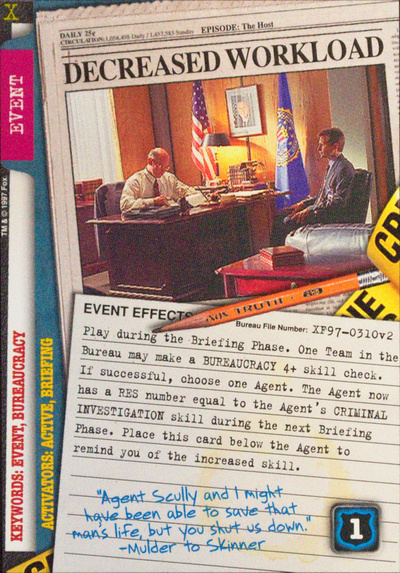 X
EVENT
TM & © 1997 Fox
KEYWORDS: EVENT, BUREAUCRACY
ACTIVATORS: ACTIVE, BRIEFING
DAILY 25¢
EPISODE: The Host
DECREASED WORKLOAD
EVENT EFFECTS
TRUTH
Bureau File Number: XF97-0310v2
Play during the Briefing Phase. One Team in the
Bureau may make a BUREAUCRACY 4+ skill check.
If successful, choose one Agent. The Agent now
has a RES number equal to the Agent's CRIMINAL
INVESTIGATION skill during the next Briefing
Phase. Place this card below the Agent to
remind you of the increased skill.
"Agent Scully and I might
have been able to save that
man's life, but you shut us down."
-Mulder to Skinner
1